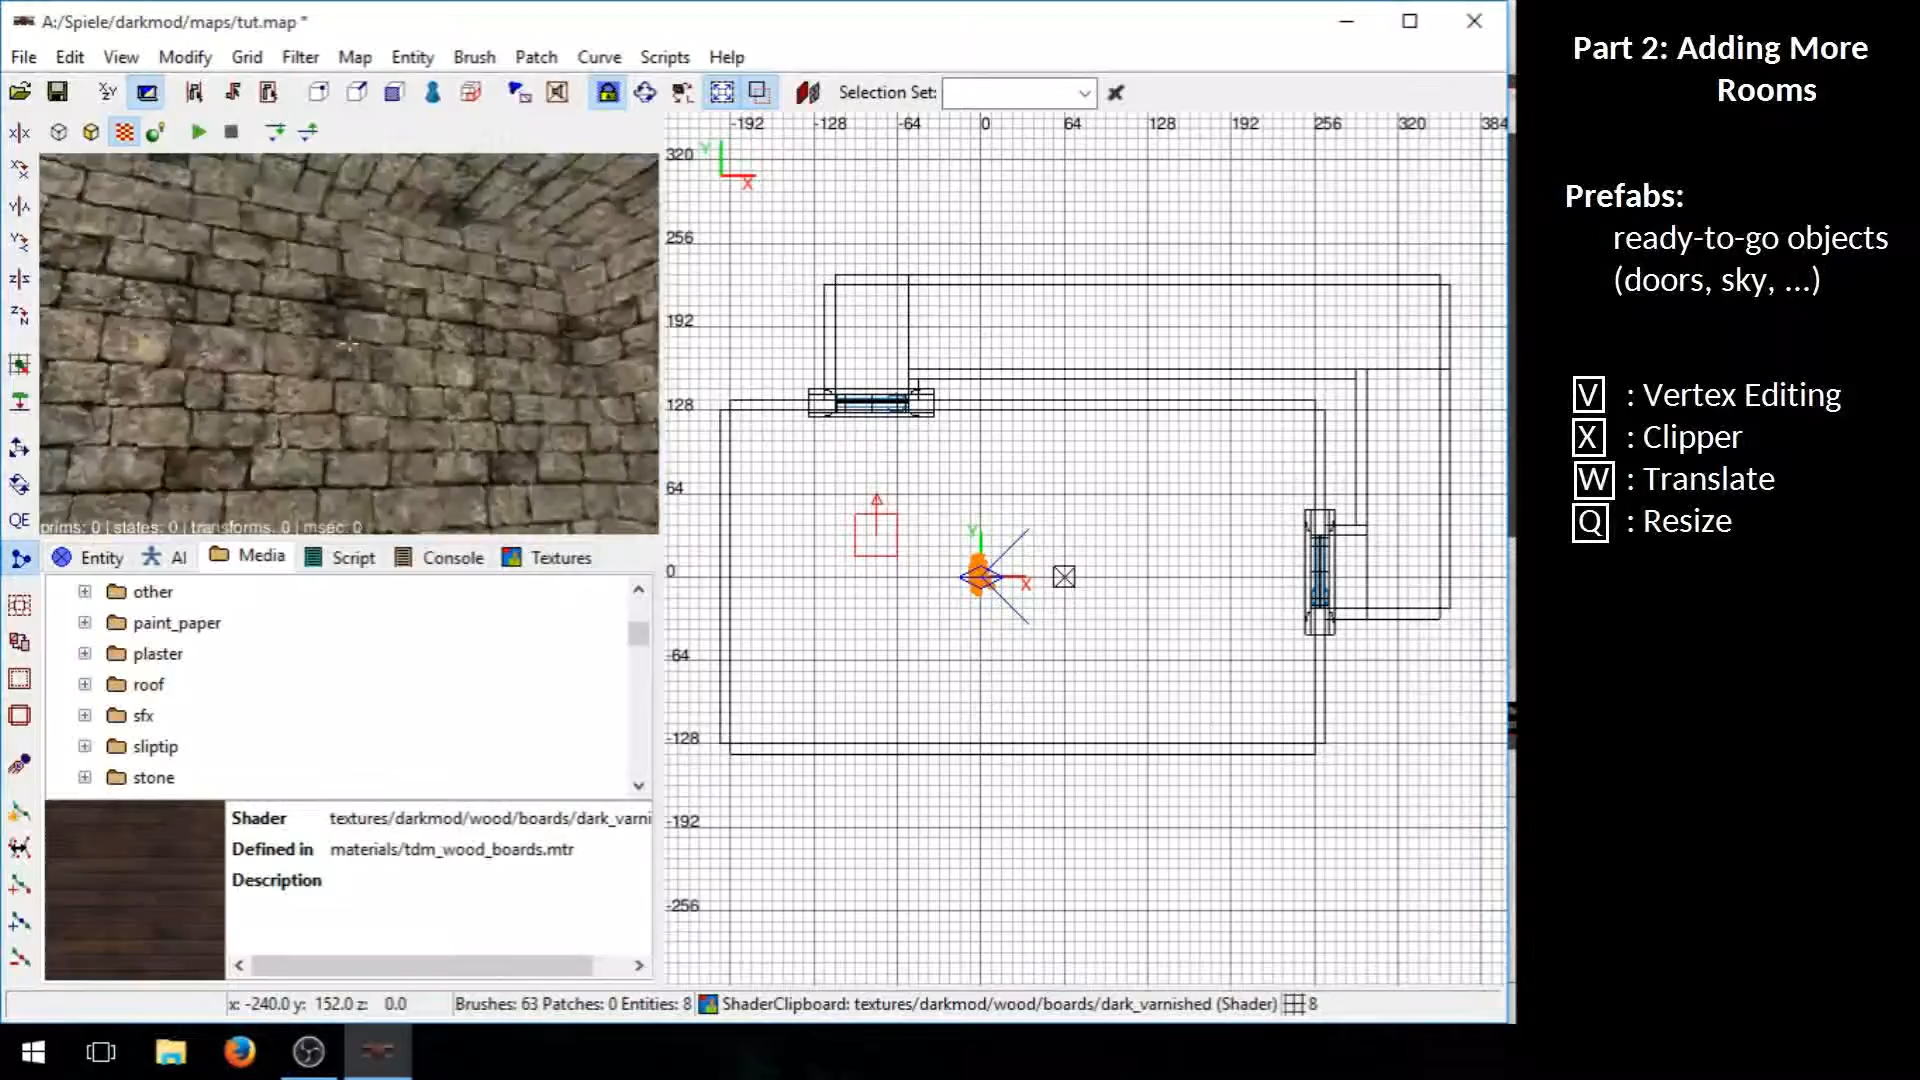 A:/Spiele/darkmod/maps/tut.map *
File Edit View Modify Grid Filter Map Entity Brush Patch Curve Scripts Help
Selection Set:
-192 -128 -64 0 64 128 192 256 320 384
320
256
192
128
64
0
-64
-128
-192
-256
Y
X
Y
X
QE
prims: 0 | states: 0 | transforms: 0 | msec: 0
Entity AI Media Script Console Textures
other
paint_paper
plaster
roof
sfx
sliptip
stone
Shader textures/darkmod/wood/boards/dark_varni
Defined in materials/tdm_wood_boards.mtr
Description
x: -240.0 y: 152.0 z: 0.0
Brushes: 63 Patches: 0 Entities: 8
ShaderClipboard: textures/darkmod/wood/boards/dark_varnished (Shader)
8
Part 2: Adding More
Rooms
Prefabs:
ready-to-go objects
(doors, sky, ...)
V : Vertex Editing
X : Clipper
W : Translate
Q : Resize